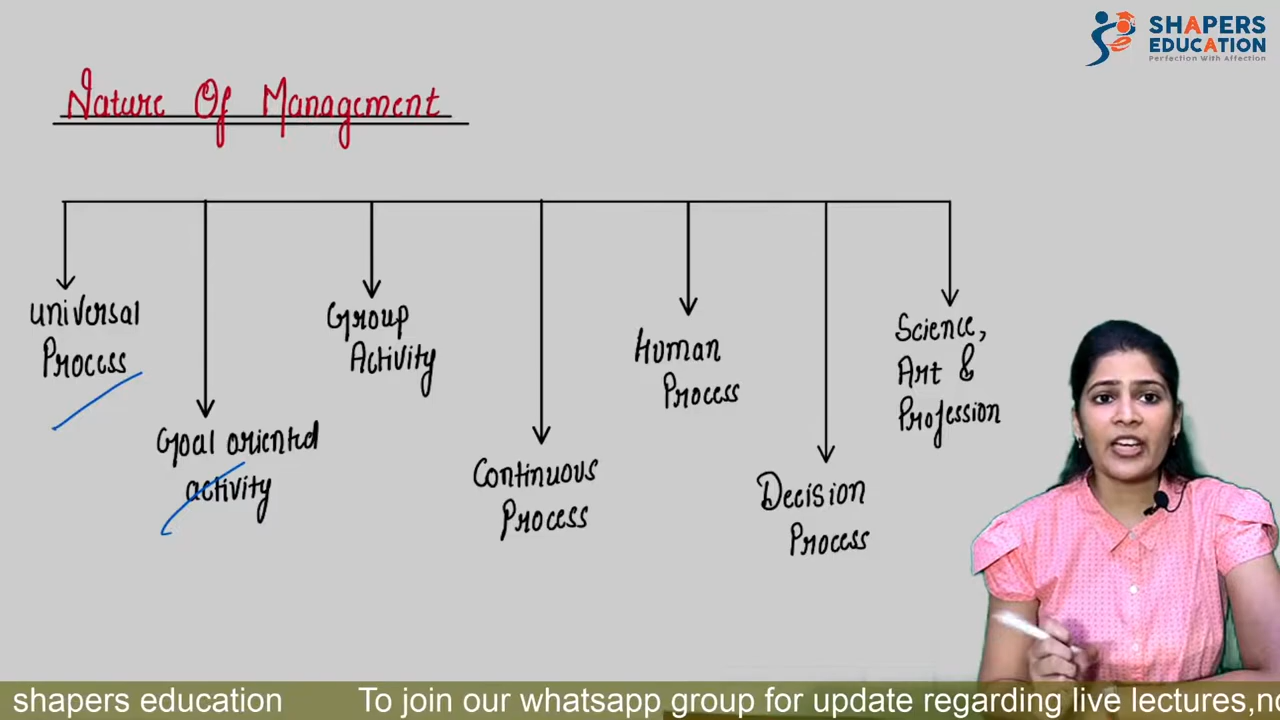 SHAPERS
EDUCATION
Perfection With Affection
Nature Of Management
Universal
Process
Goal oriented
activity
Group
Activity
Continuous
Process
Human
Process
Decision
Process
Science,
Art &
Profession
shapers education To join our whatsapp group for update regarding live lectures,no